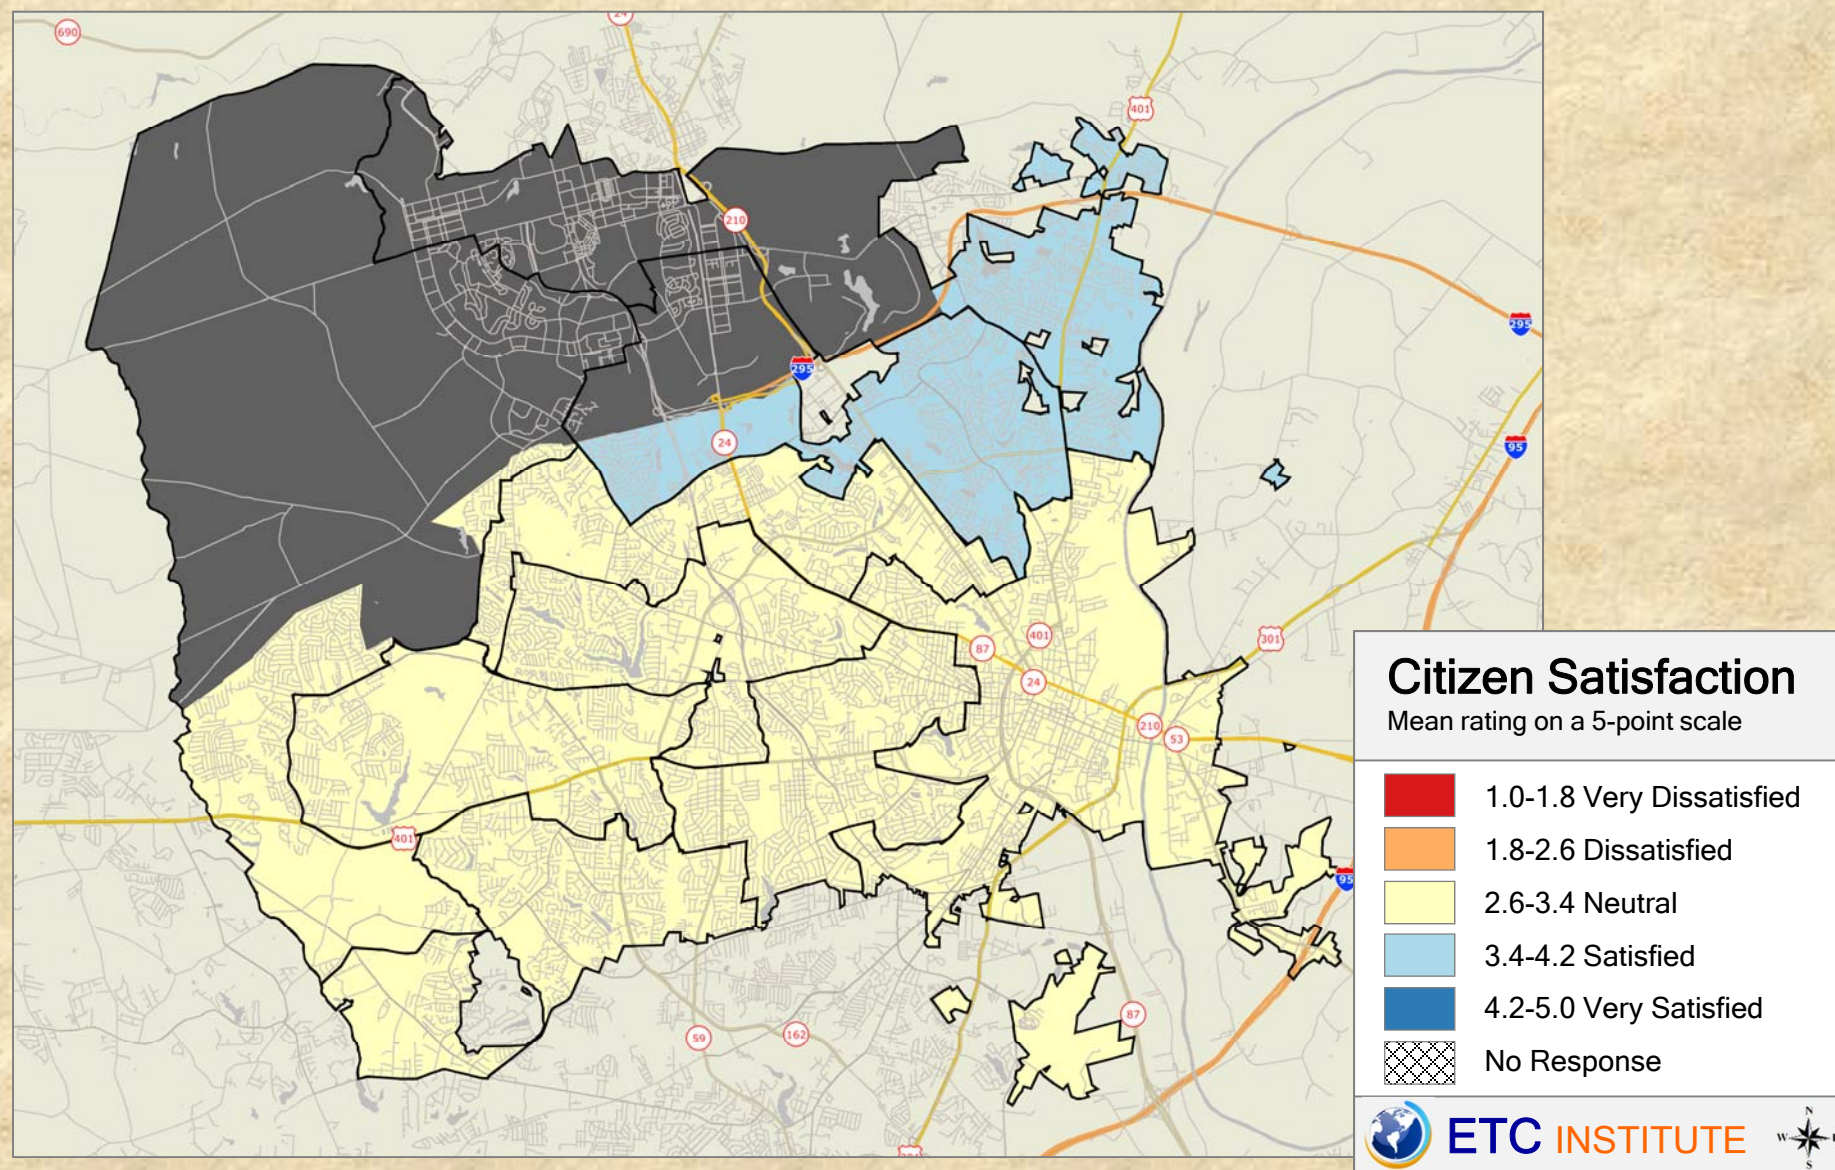 24
690
401
210
295
295
24
95
301
401
87
24
210
53
401
95
87
59
162
Citizen Satisfaction
Mean rating on a 5-point scale
1.0-1.8 Very Dissatisfied
1.8-2.6 Dissatisfied
2.6-3.4 Neutral
3.4-4.2 Satisfied
4.2-5.0 Very Satisfied
No Response
ETC INSTITUTE
N
W
S